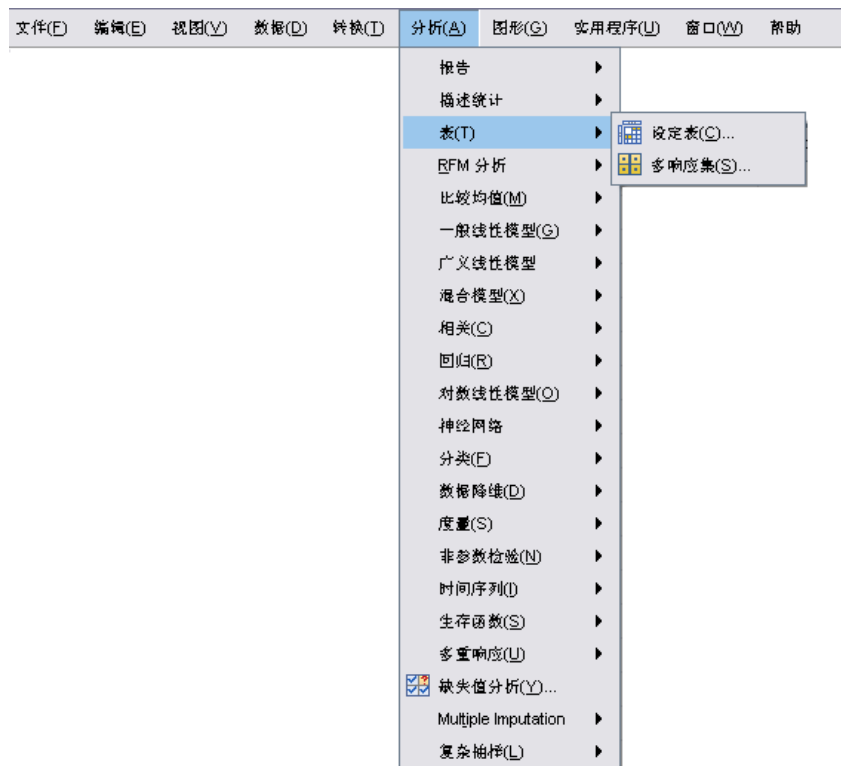 文件(F) 编辑(E) 视图(V) 数据(D) 转换(T) 分析(A) 图形(G) 实用程序(U) 窗口(W) 帮助
报告
描述统计
表(T)
设定表(C)...
多响应集(S)...
RFM 分析
比较均值(M)
一般线性模型(G)
广义线性模型
混合模型(X)
相关(C)
回归(R)
对数线性模型(O)
神经网络
分类(F)
数据降维(D)
度量(S)
非参数检验(N)
时间序列(I)
生存函数(S)
多重响应(U)
缺失值分析(Y)...
Multiple Imputation
复杂抽样(L)